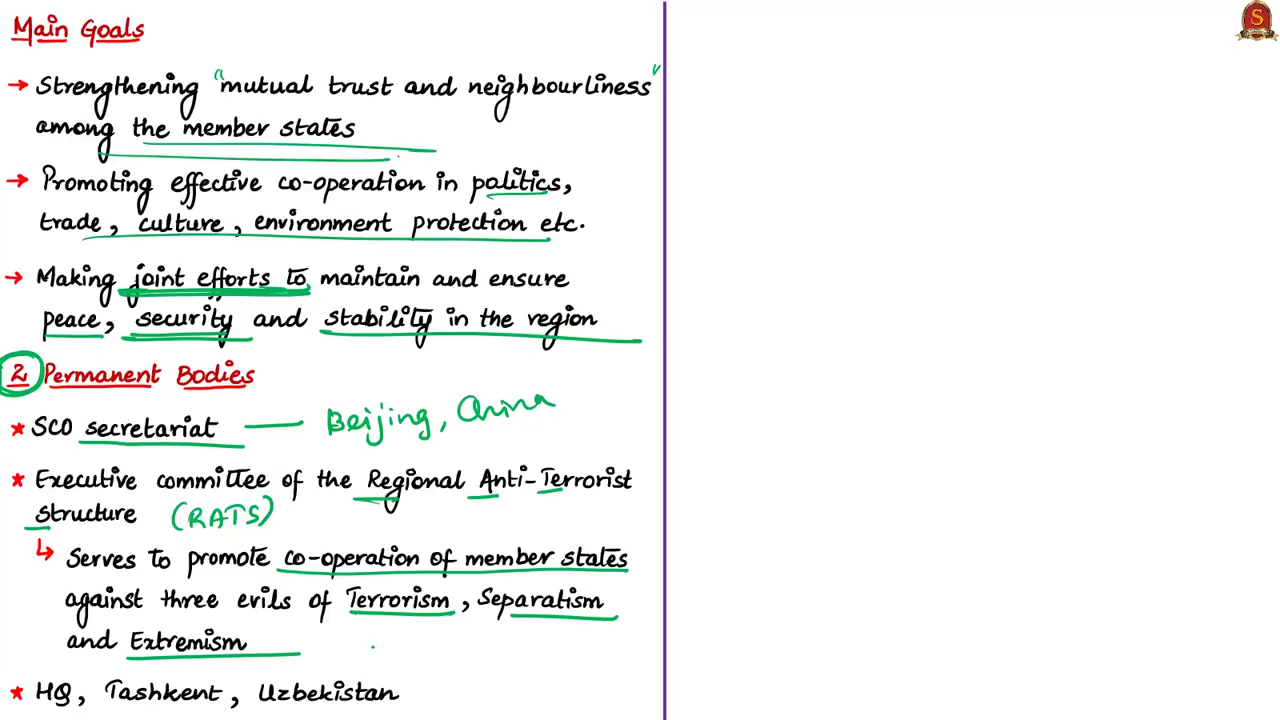 Main Goals
→ Strengthening "mutual trust and neighbourliness"
among the member states
→ Promoting effective co-operation in politics,
trade, culture, environment protection etc.
→ Making joint efforts to maintain and ensure
peace, security and stability in the region
2 Permanent Bodies
* SCO secretariat — Beijing, China
* Executive committee of the Regional Anti-Terrorist
structure (RATS)
↳ Serves to promote co-operation of member states
against three evils of Terrorism, Separatism
and Extremism
* HQ, Tashkent, Uzbekistan
S